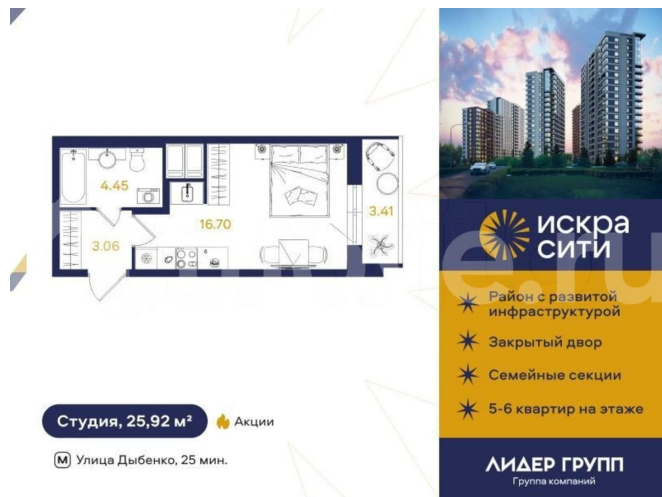 4.45
3.06
16.70
3.41
Студия, 25,92 м²
Акции
М Улица Дыбенко, 25 мин.
искра
сити
Район с развитой
инфраструктурой
Закрытый двор
Семейные секции
5-6 квартир на этаже
ЛИДЕР ГРУПП
Группа компаний